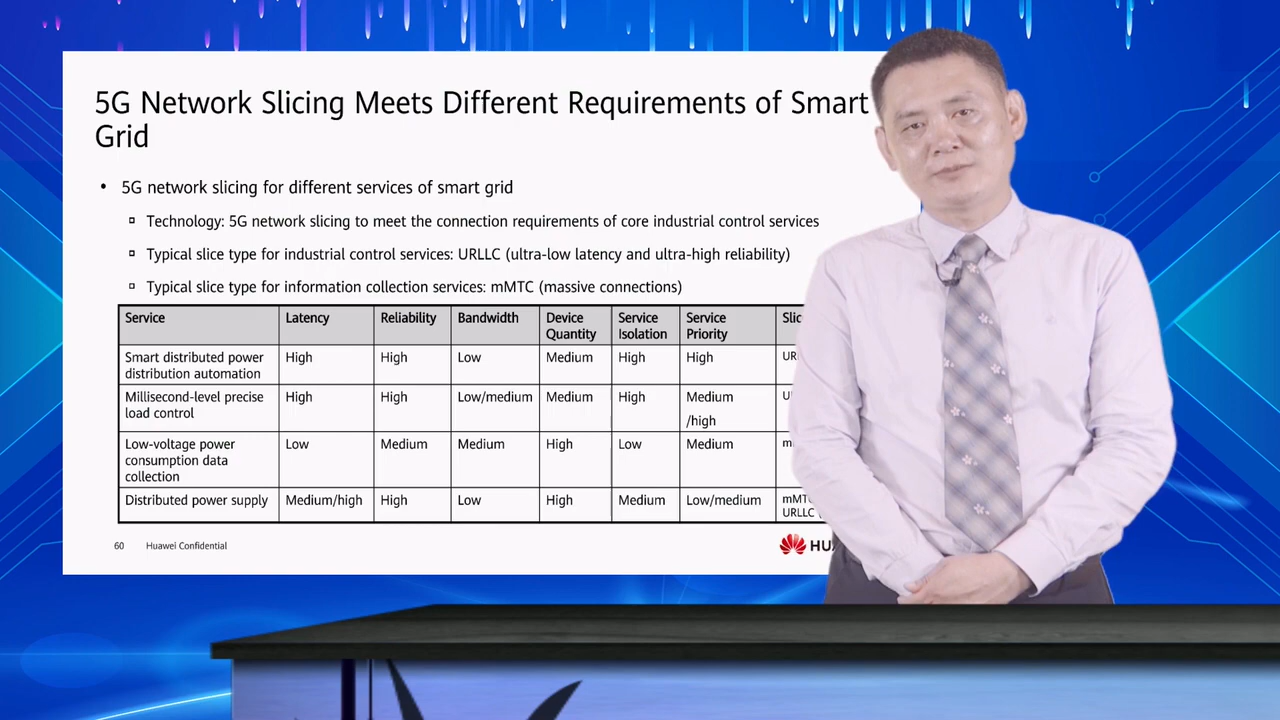 5G Network Slicing Meets Different Requirements of Smart
Grid
• 5G network slicing for different services of smart grid
Technology: 5G network slicing to meet the connection requirements of core industrial control services
Typical slice type for industrial control services: URLLC (ultra-low latency and ultra-high reliability)
Typical slice type for information collection services: mMTC (massive connections)
Service Latency Reliability Bandwidth Device Quantity Service Isolation Service Priority
Smart distributed power distribution automation High High Low Medium High High
Millisecond-level precise load control High High Low/medium Medium High Medium /high
Low-voltage power consumption data collection Low Medium Medium High Low Medium
Distributed power supply Medium/high High Low High Medium Low/medium URLLC
60 Huawei Confidential